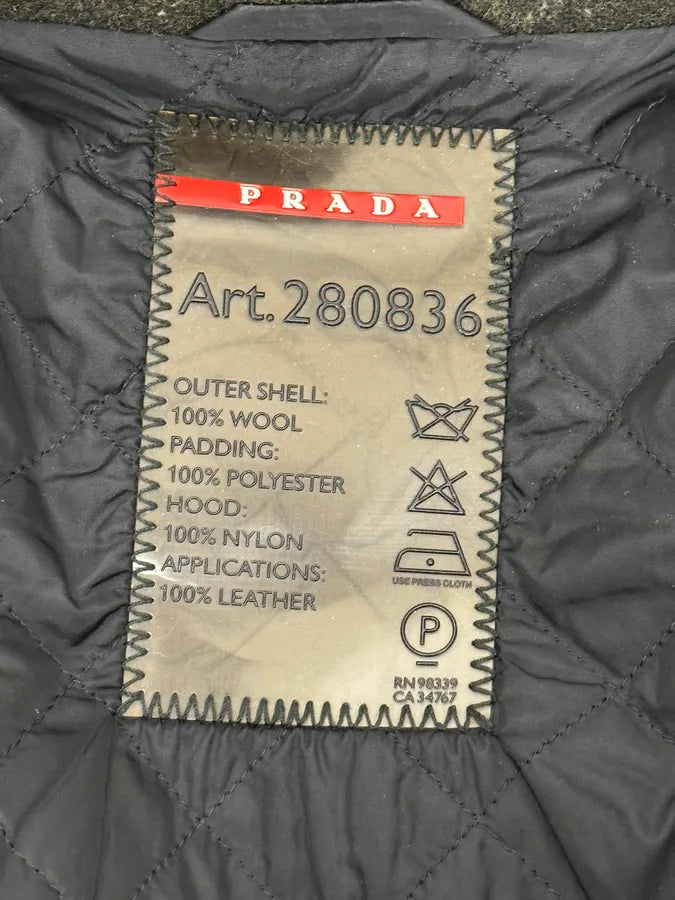 PRADA
Art. 280836
OUTER SHELL:
100% WOOL
PADDING:
100% POLYESTER
HOOD:
100% NYLON
APPLICATIONS:
100% LEATHER
USE PRESS CLOTH
P
RN 98339
CA 34767